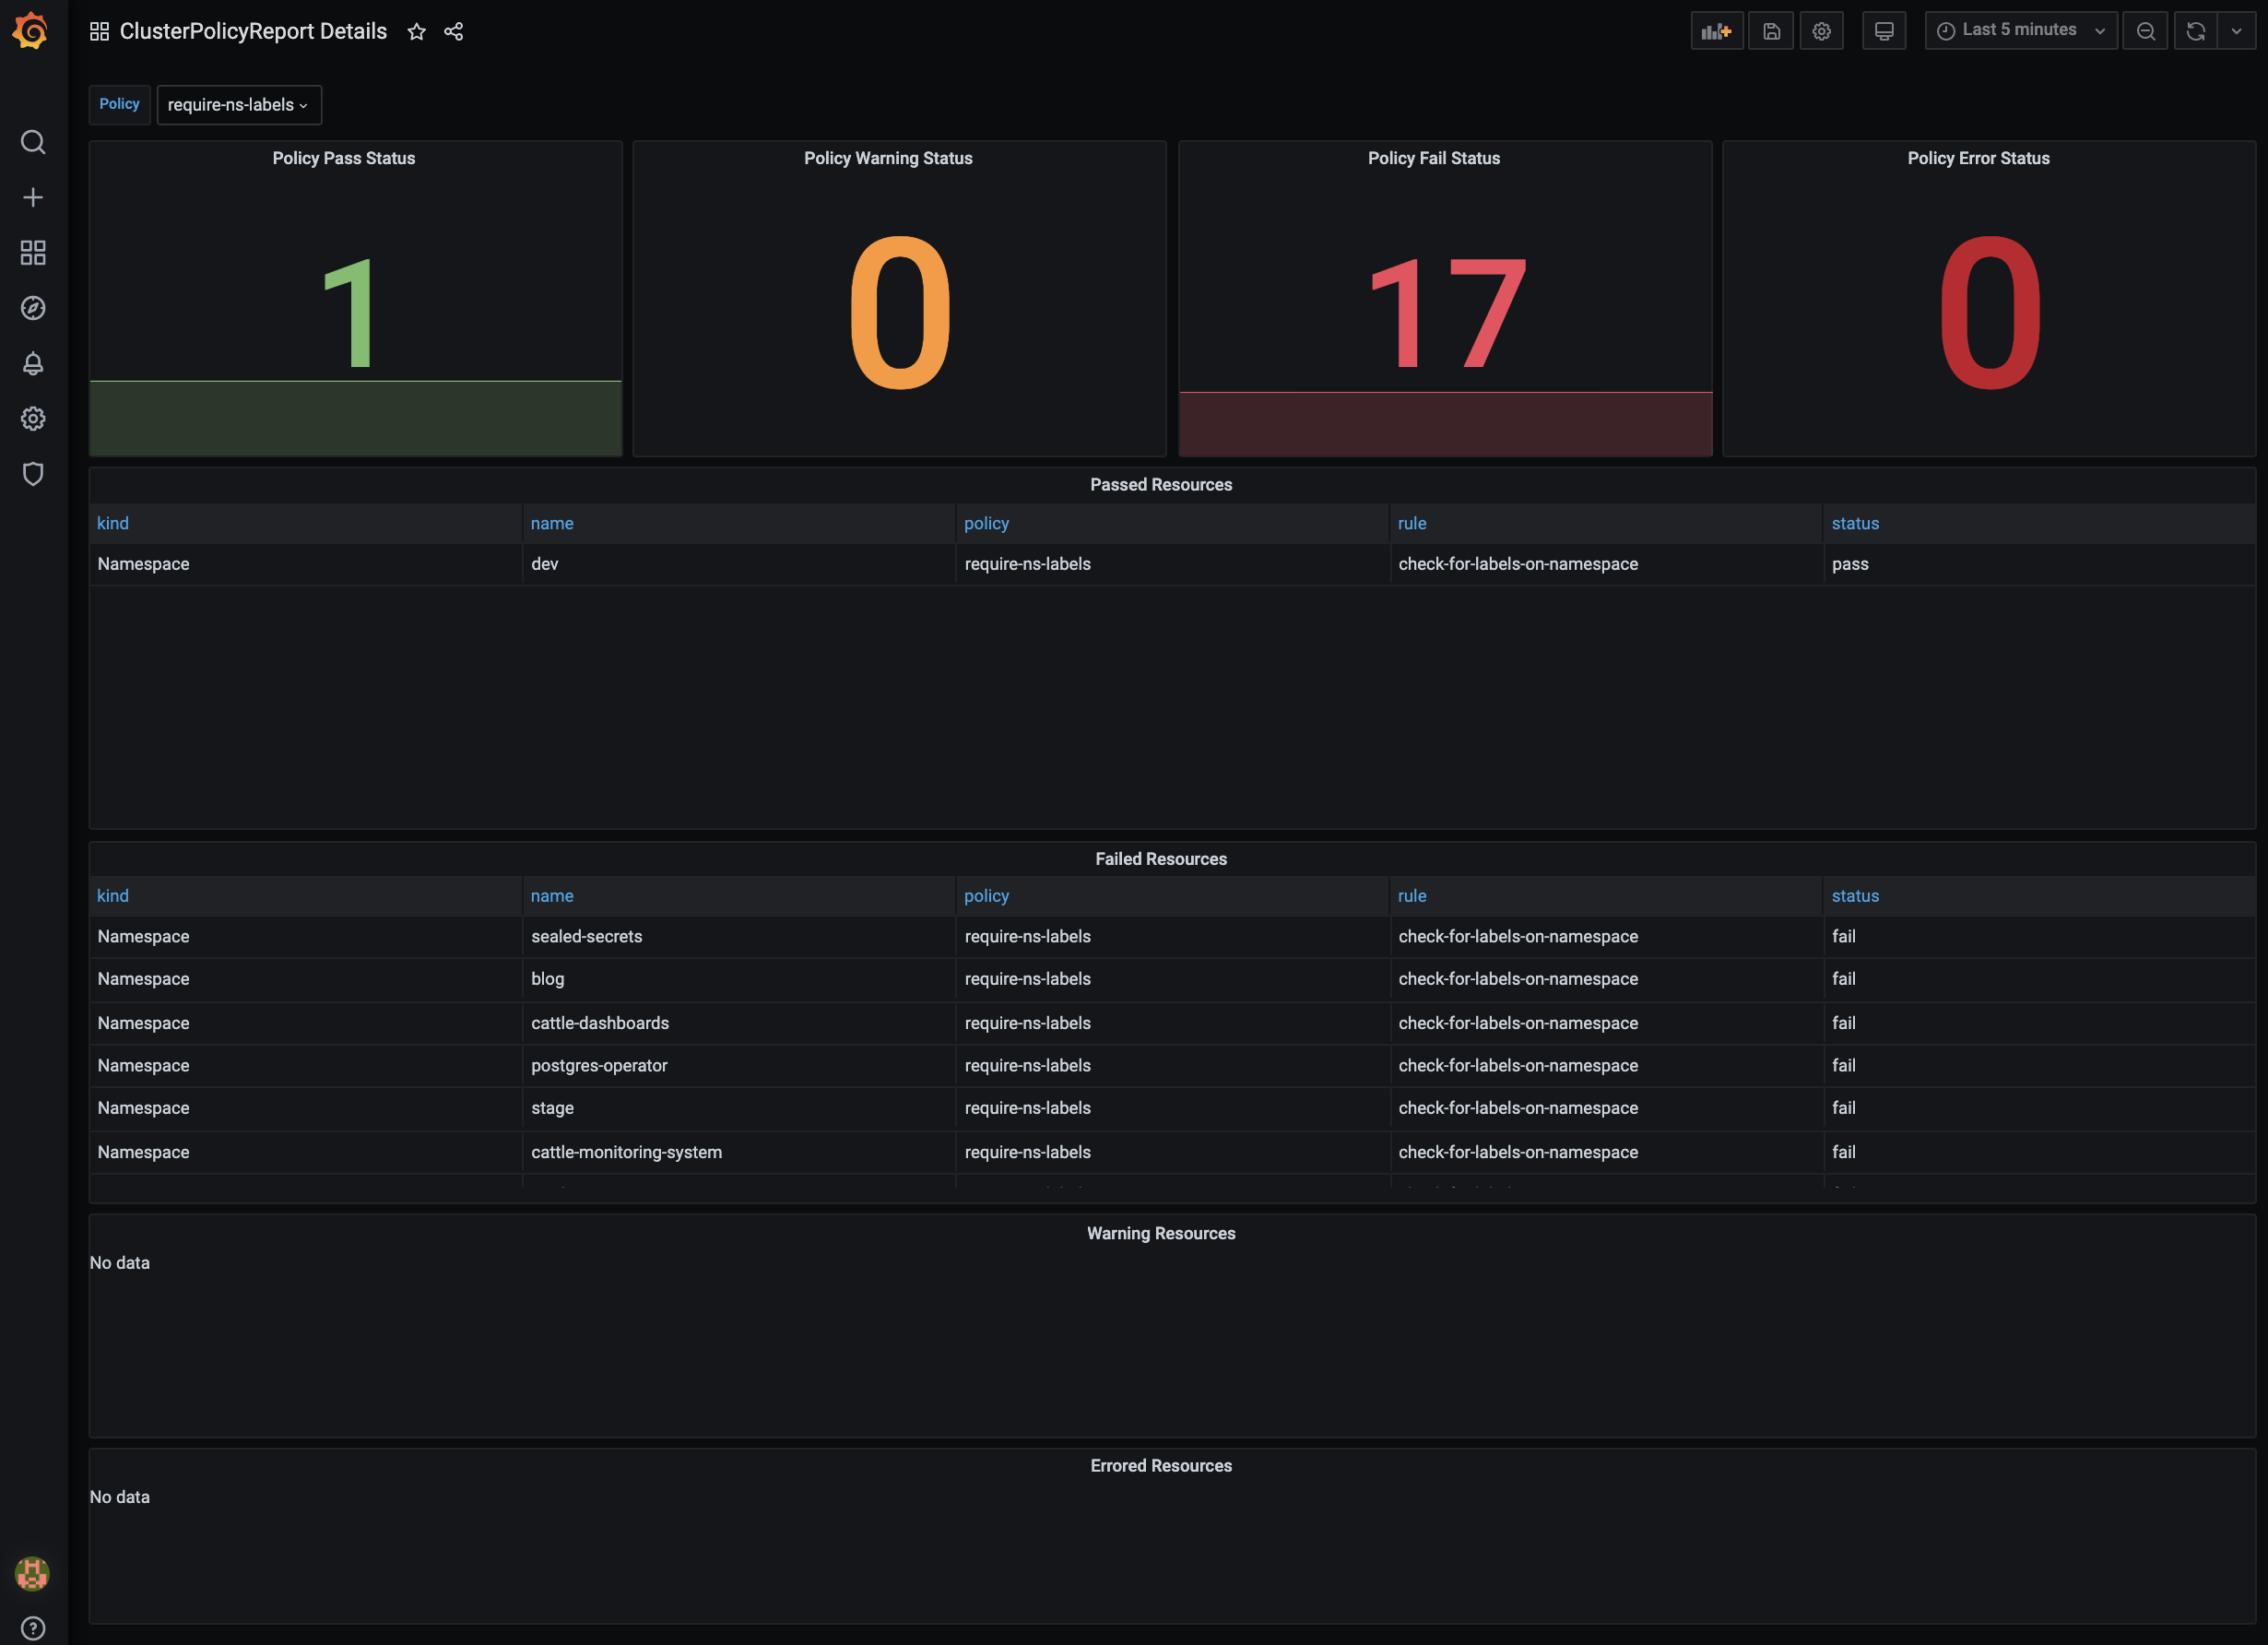 ClusterPolicyReport Details
Last 5 minutes
Policy require-ns-labels
Policy Pass Status
1
Policy Warning Status
0
Policy Fail Status
17
Policy Error Status
0
Passed Resources
kind name policy rule status
Namespace dev require-ns-labels check-for-labels-on-namespace pass
Failed Resources
kind name policy rule status
Namespace sealed-secrets require-ns-labels check-for-labels-on-namespace fail
Namespace blog require-ns-labels check-for-labels-on-namespace fail
Namespace cattle-dashboards require-ns-labels check-for-labels-on-namespace fail
Namespace postgres-operator require-ns-labels check-for-labels-on-namespace fail
Namespace stage require-ns-labels check-for-labels-on-namespace fail
Namespace cattle-monitoring-system require-ns-labels check-for-labels-on-namespace fail
Warning Resources
No data
Errored Resources
No data